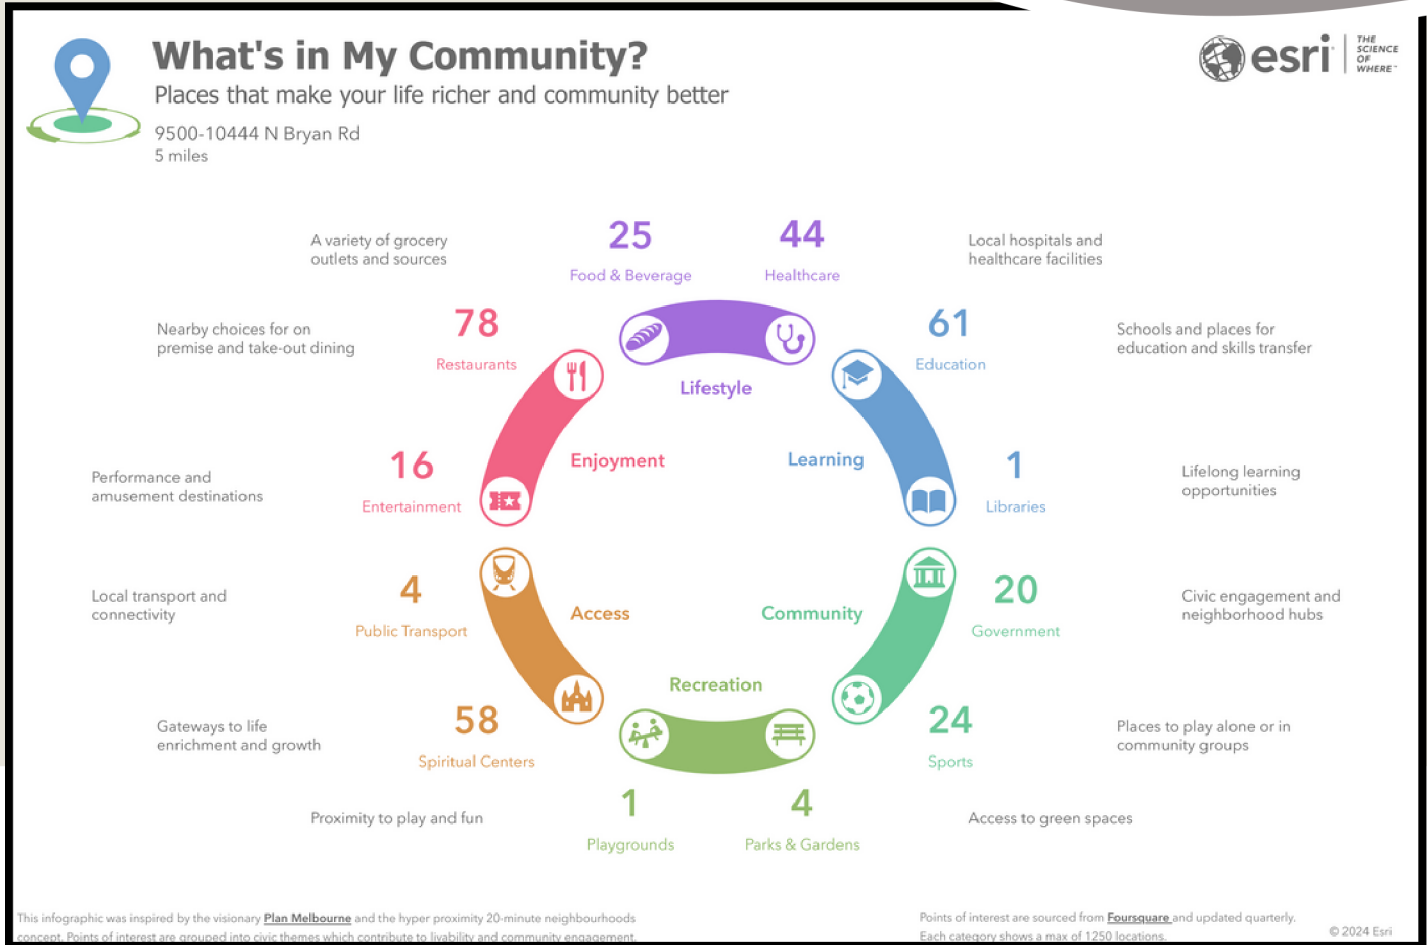 What's in My Community?
Places that make your life richer and community better
9500-10444 N Bryan Rd
5 miles
esri
THE
SCIENCE
OF
WHERE™
A variety of grocery
outlets and sources
25
Food & Beverage
44
Healthcare
Local hospitals and
healthcare facilities
Nearby choices for on
premise and take-out dining
78
Restaurants
61
Education
Schools and places for
education and skills transfer
Lifestyle
Performance and
amusement destinations
16
Entertainment
Enjoyment
Learning
1
Libraries
Lifelong learning
opportunities
Local transport and
connectivity
4
Public Transport
Access
Community
20
Government
Civic engagement and
neighborhood hubs
Gateways to life
enrichment and growth
58
Spiritual Centers
Recreation
24
Sports
Places to play alone or in
community groups
Proximity to play and fun
1
Playgrounds
4
Parks & Gardens
Access to green spaces
This infographic was inspired by the visionary Plan Melbourne and the hyper proximity 20-minute neighbourhoods
concept. Points of interest are grouped into civic themes which contribute to livability and community engagement.
Points of interest are sourced from Foursquare and updated quarterly.
Each category shows a max of 1250 locations.
© 2024 Esri